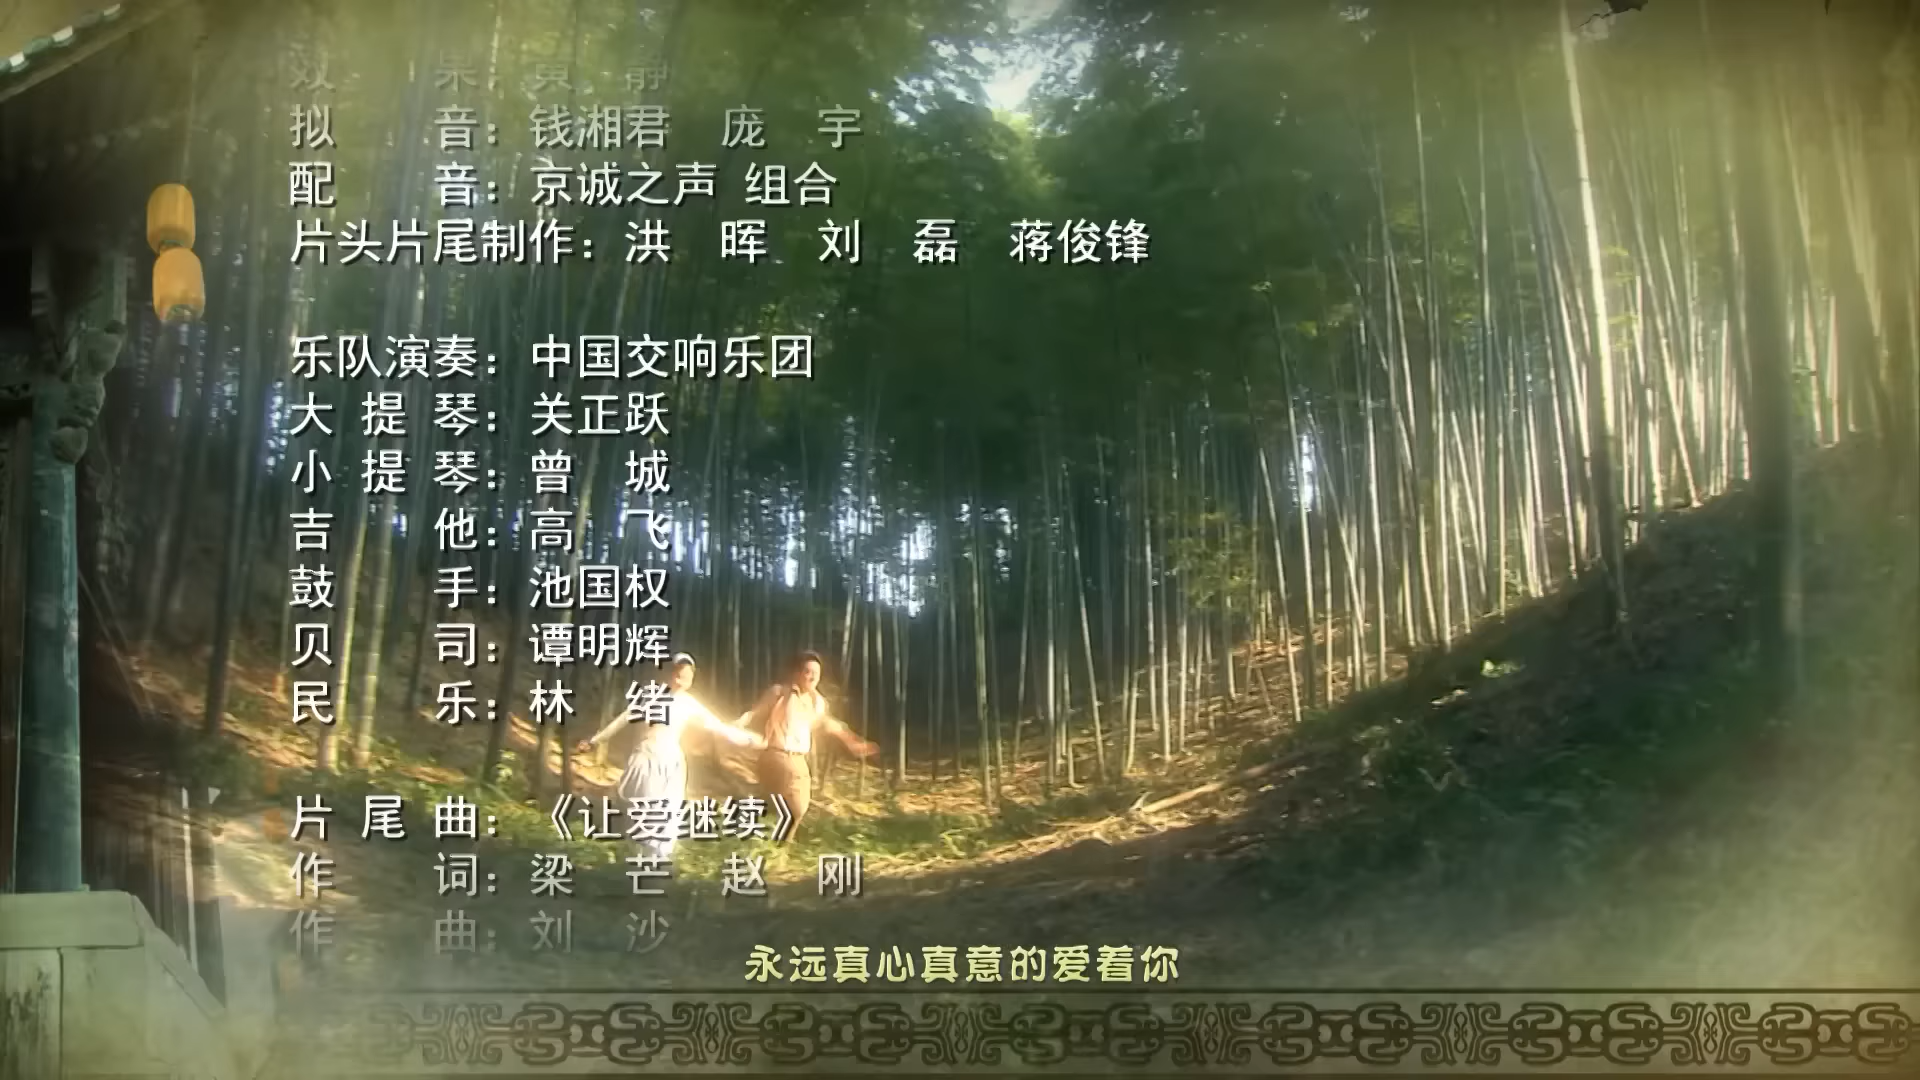 效　　果：黄　静
拟　　音：钱湘君　庞　宇
配　　音：京诚之声 组合
片头片尾制作：洪　晖　刘　磊　蒋俊锋
乐队演奏：中国交响乐团
大 提 琴：关正跃
小 提 琴：曾　城
吉　　他：高　飞
鼓　　手：池国权
贝　　司：谭明辉
民　　乐：林　绪
片 尾 曲：《让爱继续》
作　　词：梁　芒　赵　刚
作　　曲：刘　沙
永远真心真意的爱着你